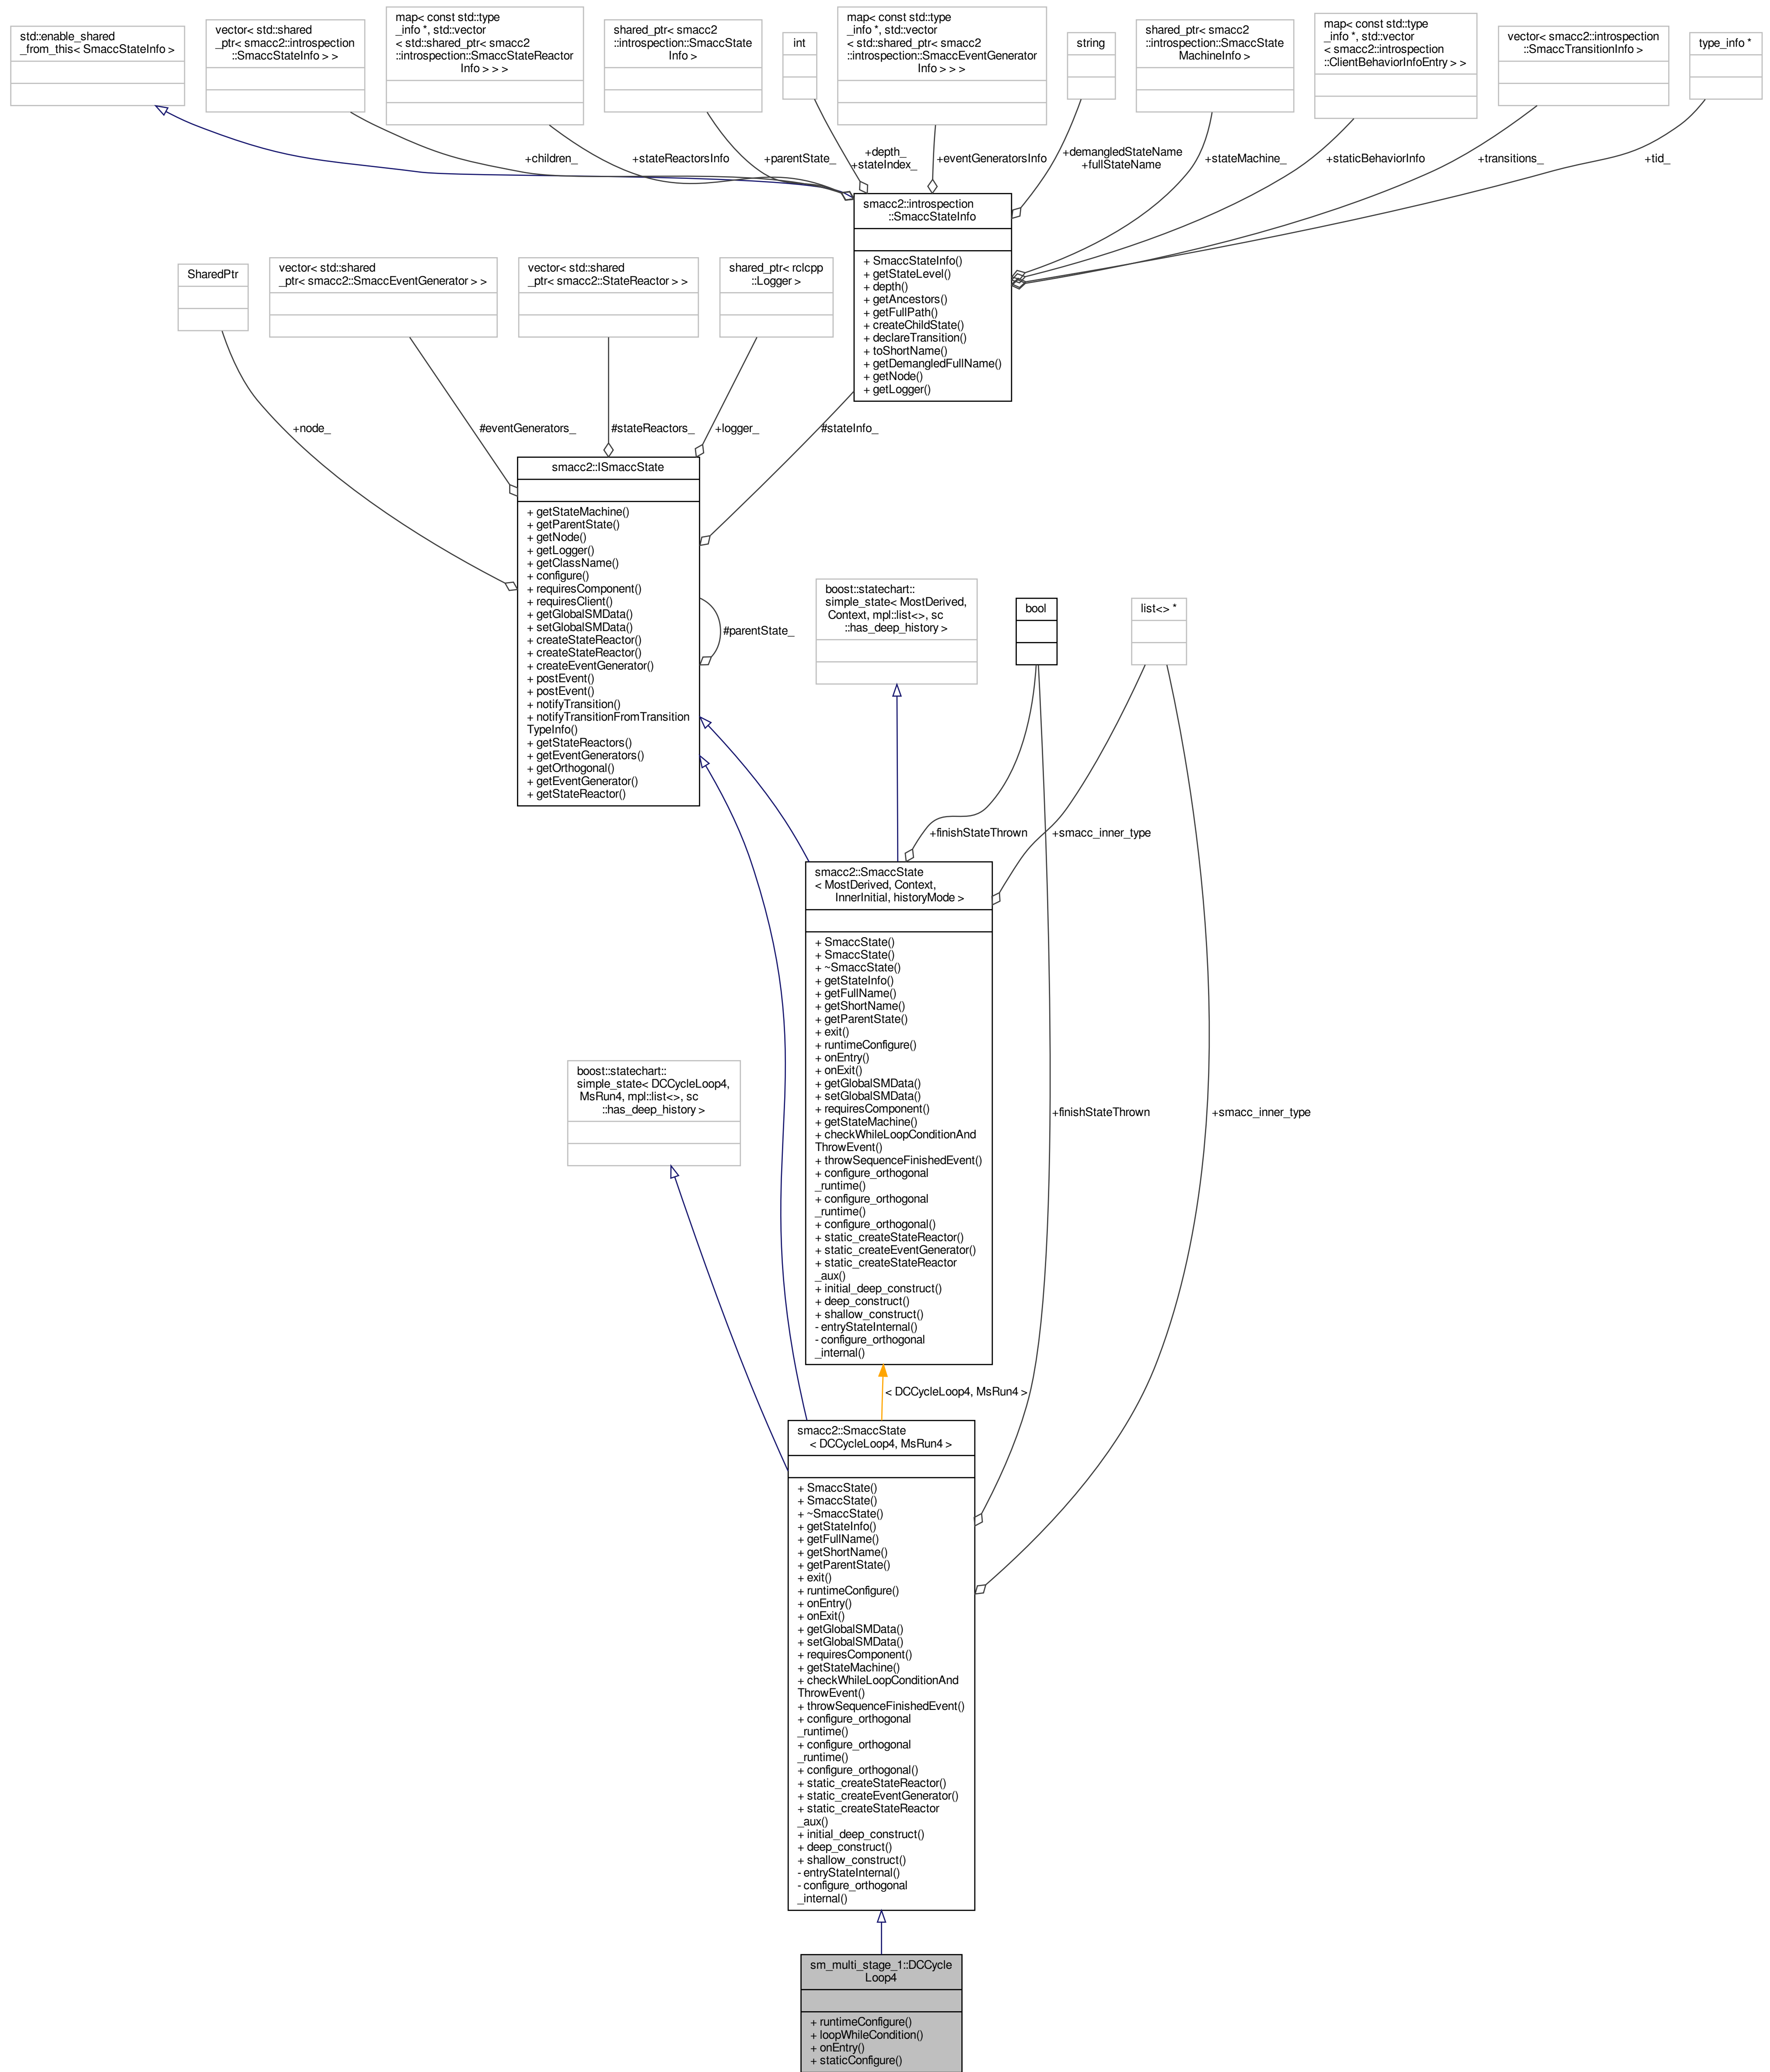 std::enable_shared
_from_this< SmaccStateInfo >
vector< std::shared
_ptr< smacc2::introspection
::SmaccStateInfo > >
map< const std::type
_info *, std::vector
< std::shared_ptr< smacc2
::introspection::SmaccStateReactor
Info > > >
shared_ptr< smacc2
::introspection::SmaccState
Info >
int
map< const std::type
_info *, std::vector
< std::shared_ptr< smacc2
::introspection::SmaccEventGenerator
Info > > >
string
shared_ptr< smacc2
::introspection::SmaccState
MachineInfo >
map< const std::type
_info *, std::vector
< smacc2::introspection
::ClientBehaviorInfoEntry > >
vector< smacc2::introspection
::SmaccTransitionInfo >
type_info *
+children_
+stateReactorsInfo
+parentState_
+depth_
+stateIndex_
+eventGeneratorsInfo
+demangledStateName
+fullStateName
+stateMachine_
+staticBehaviorInfo
+transitions_
+tid_
smacc2::introspection
::SmaccStateInfo
+ SmaccStateInfo()
+ getStateLevel()
+ depth()
+ getAncestors()
+ getFullPath()
+ createChildState()
+ declareTransition()
+ toShortName()
+ getDemangledFullName()
+ getNode()
+ getLogger()
SharedPtr
vector< std::shared
_ptr< smacc2::SmaccEventGenerator > >
vector< std::shared
_ptr< smacc2::StateReactor > >
shared_ptr< rclcpp
::Logger >
+node_
#eventGenerators_
#stateReactors_
+logger_
#stateInfo_
smacc2::ISmaccState
+ getStateMachine()
+ getParentState()
+ getNode()
+ getLogger()
+ getClassName()
+ configure()
+ requiresComponent()
+ requiresClient()
+ getGlobalSMData()
+ setGlobalSMData()
+ createStateReactor()
+ createStateReactor()
+ createEventGenerator()
+ postEvent()
+ postEvent()
+ notifyTransition()
+ notifyTransitionFromTransition
TypeInfo()
+ getStateReactors()
+ getEventGenerators()
+ getOrthogonal()
+ getEventGenerator()
+ getStateReactor()
#parentState_
boost::statechart::
simple_state< MostDerived,
Context, mpl::list<>, sc
::has_deep_history >
bool
list<> *
+finishStateThrown
+smacc_inner_type
smacc2::SmaccState
< MostDerived, Context,
InnerInitial, historyMode >
+ SmaccState()
+ SmaccState()
+ ~SmaccState()
+ getStateInfo()
+ getFullName()
+ getShortName()
+ getParentState()
+ exit()
+ runtimeConfigure()
+ onEntry()
+ onExit()
+ getGlobalSMData()
+ setGlobalSMData()
+ requiresComponent()
+ getStateMachine()
+ checkWhileLoopConditionAnd
ThrowEvent()
+ throwSequenceFinishedEvent()
+ configure_orthogonal
_runtime()
+ configure_orthogonal
_runtime()
+ configure_orthogonal()
+ static_createStateReactor()
+ static_createEventGenerator()
+ static_createStateReactor
_aux()
+ initial_deep_construct()
+ deep_construct()
+ shallow_construct()
- entryStateInternal()
- configure_orthogonal
_internal()
boost::statechart::
simple_state< DCCycleLoop4,
MsRun4, mpl::list<>, sc
::has_deep_history >
+finishStateThrown
+smacc_inner_type
< DCCycleLoop4, MsRun4 >
smacc2::SmaccState
< DCCycleLoop4, MsRun4 >
+ SmaccState()
+ SmaccState()
+ ~SmaccState()
+ getStateInfo()
+ getFullName()
+ getShortName()
+ getParentState()
+ exit()
+ runtimeConfigure()
+ onEntry()
+ onExit()
+ getGlobalSMData()
+ setGlobalSMData()
+ requiresComponent()
+ getStateMachine()
+ checkWhileLoopConditionAnd
ThrowEvent()
+ throwSequenceFinishedEvent()
+ configure_orthogonal
_runtime()
+ configure_orthogonal
_runtime()
+ configure_orthogonal()
+ static_createStateReactor()
+ static_createEventGenerator()
+ static_createStateReactor
_aux()
+ initial_deep_construct()
+ deep_construct()
+ shallow_construct()
- entryStateInternal()
- configure_orthogonal
_internal()
sm_multi_stage_1::DCCycle
Loop4
+ runtimeConfigure()
+ loopWhileCondition()
+ onEntry()
+ staticConfigure()